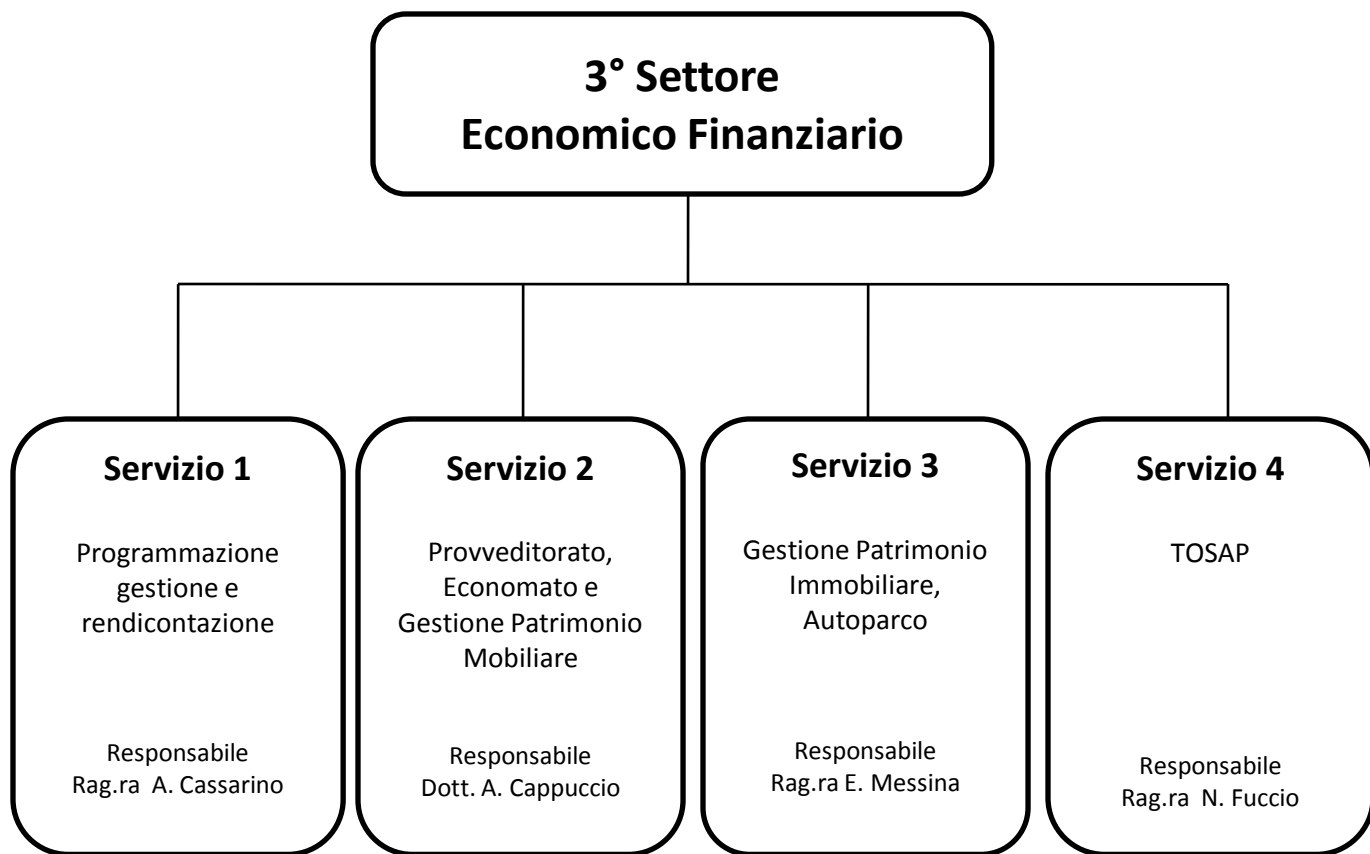 3° Settore
Economico Finanziario
Servizio 1
Programmazione
gestione e
rendicontazione
Responsabile
Rag.ra A. Cassarino
Servizio 2
Provveditorato,
Economato e
Gestione Patrimonio
Mobiliare
Responsabile
Dott. A. Cappuccio
Servizio 3
Gestione Patrimonio
Immobiliare,
Autoparco
Responsabile
Rag.ra E. Messina
Servizio 4
TOSAP
Responsabile
Rag.ra N. Fuccio